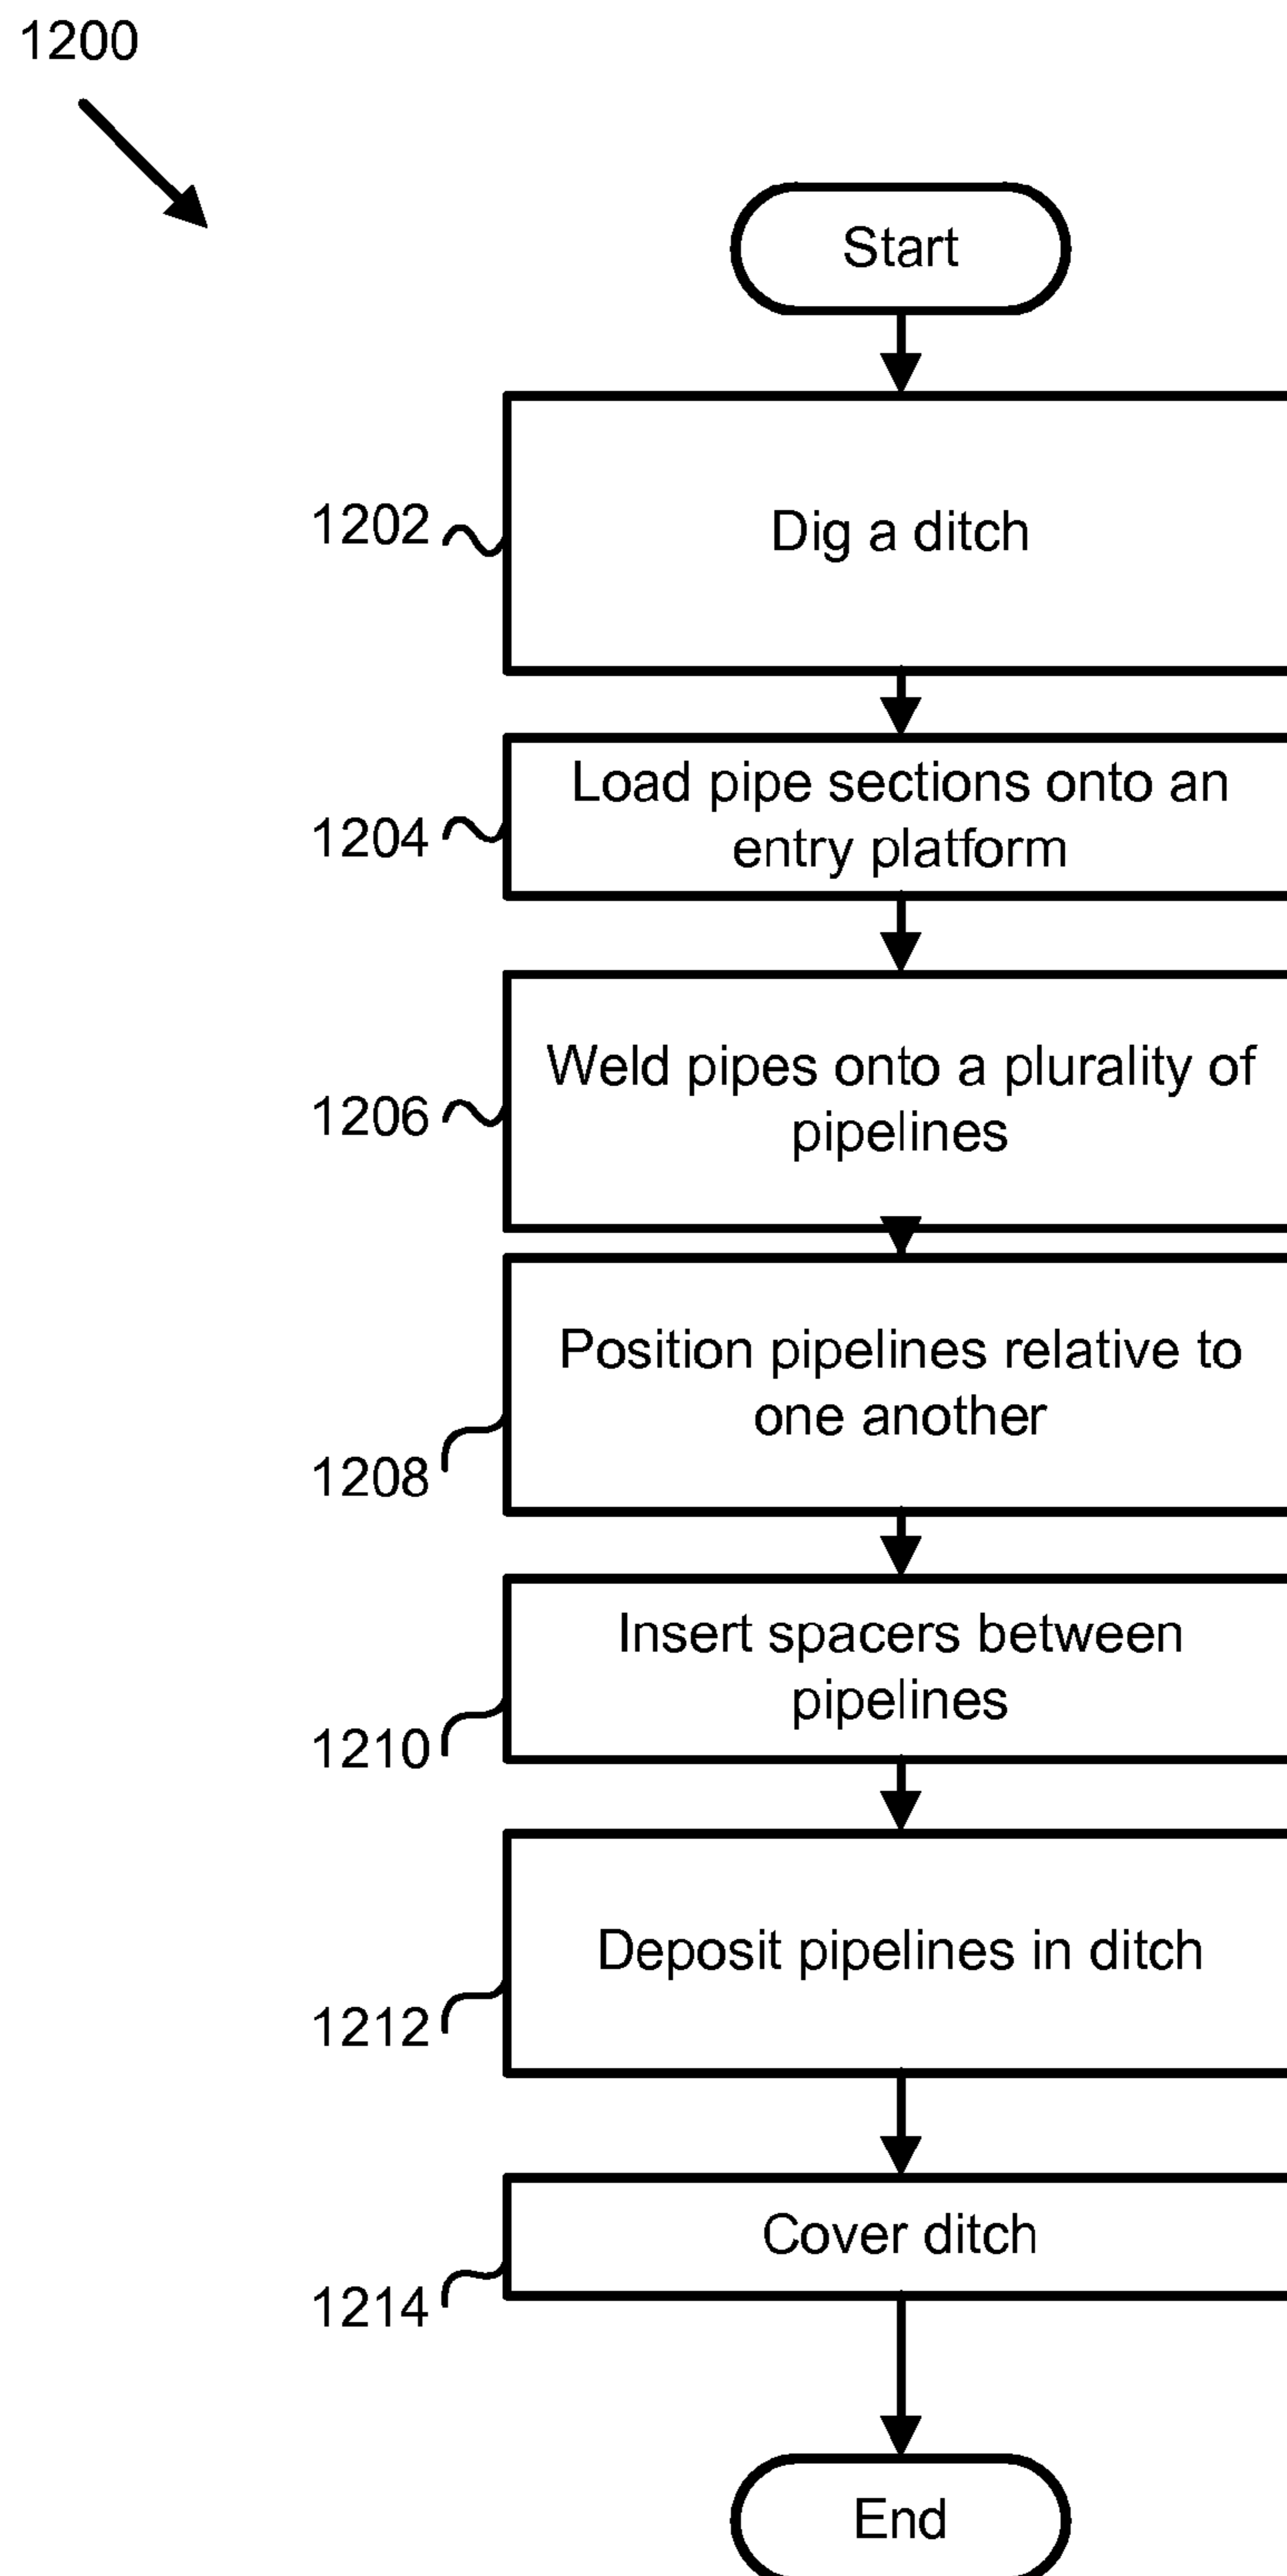 1200
Start
1202
Dig a ditch
1204
Load pipe sections onto an
entry platform
1206
Weld pipes onto a plurality of
pipelines
1208
Position pipelines relative to
one another
1210
Insert spacers between
pipelines
1212
Deposit pipelines in ditch
1214
Cover ditch
End